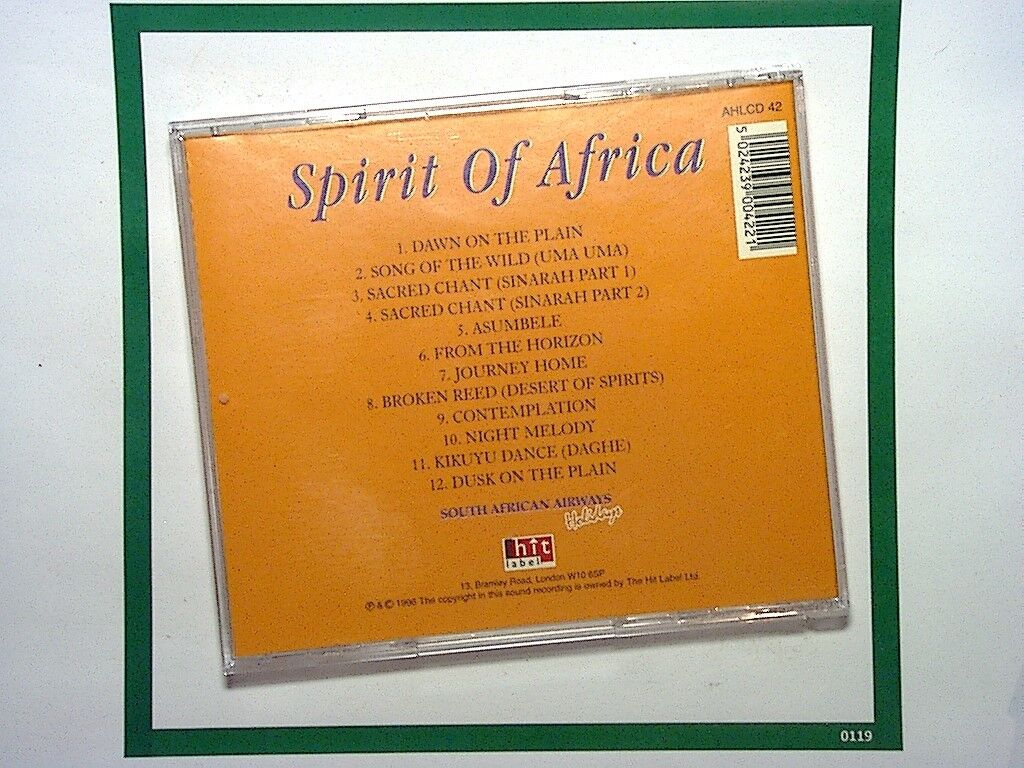 AHLCD 42
Spirit Of Africa
5 024239 004221
1. DAWN ON THE PLAIN
2. SONG OF THE WILD (UMA UMA)
3. SACRED CHANT (SINARAH PART 1)
4. SACRED CHANT (SINARAH PART 2)
5. ASUMBELE
6. FROM THE HORIZON
7. JOURNEY HOME
8. BROKEN REED (DESERT OF SPIRITS)
9. CONTEMPLATION
10. NIGHT MELODY
11. KIKUYU DANCE (DAGHE)
12. DUSK ON THE PLAIN
SOUTH AFRICAN AIRWAYS
Holidays
hit
label
13, Bramley Road, London W10 6SP
℗ & © 1996 The copyright in this sound recording is owned by The Hit Label Ltd.
0119